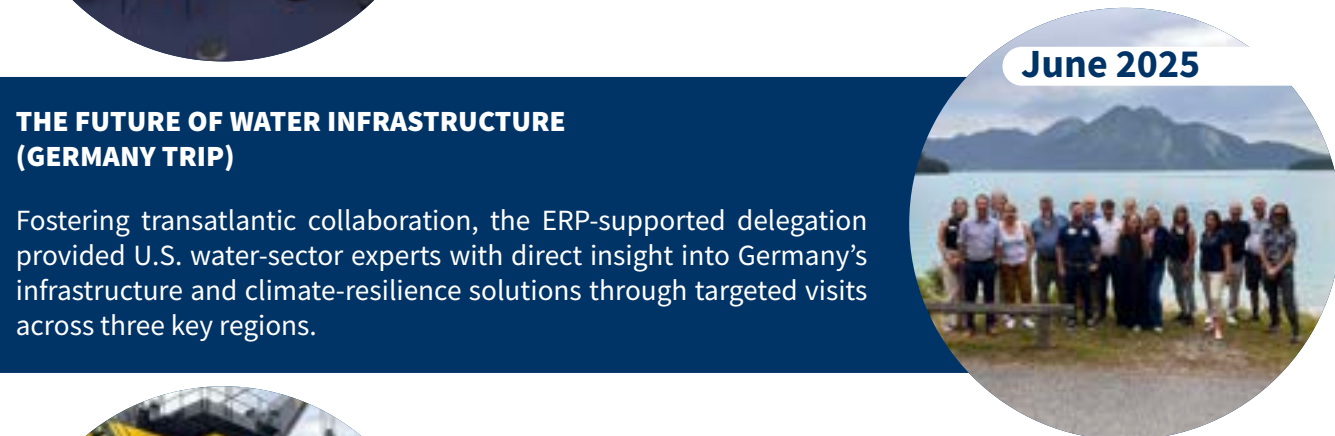 June 2025
THE FUTURE OF WATER INFRASTRUCTURE
(GERMANY TRIP)
Fostering transatlantic collaboration, the ERP-supported delegation
provided U.S. water-sector experts with direct insight into Germany’s
infrastructure and climate-resilience solutions through targeted visits
across three key regions.